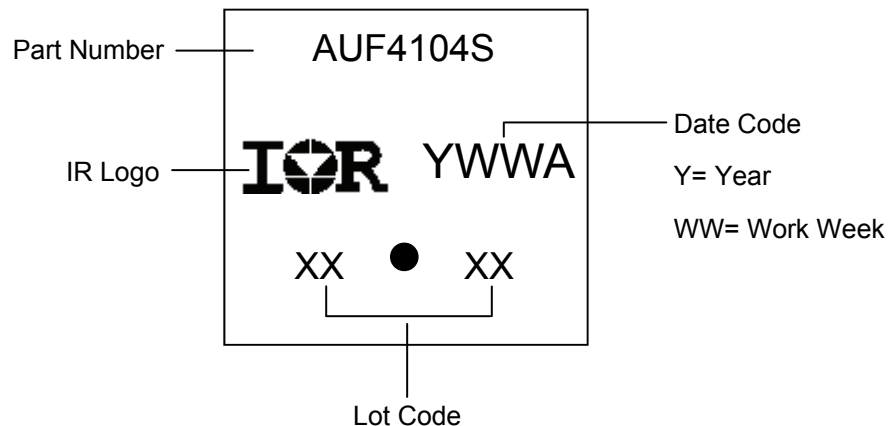 Part Number
AUF4104S
IR Logo
IOR
YWWA
Date Code
Y= Year
WW= Work Week
XX
XX
Lot Code